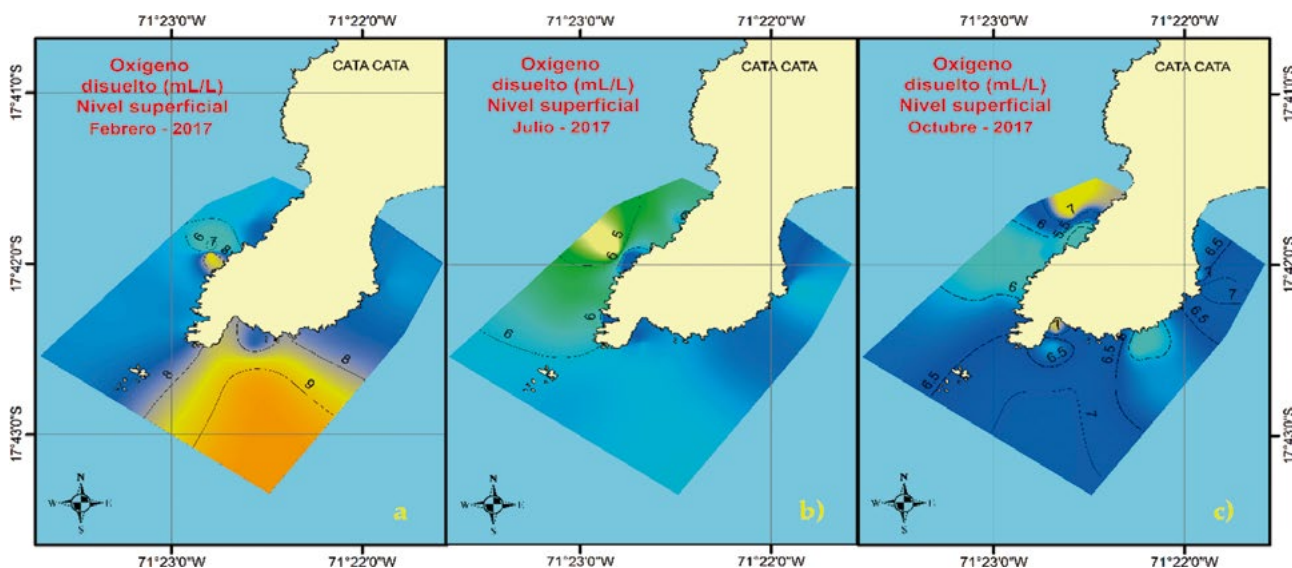 71°23'0"W
71°22'0"W
71°23'0"W
71°22'0"W
71°23'0"W
71°22'0"W
17°41'0"S
17°42'0"S
17°43'0"S
Oxígeno
disuelto (mL/L)
Nivel superficial
Febrero - 2017
CATA CATA
6
7
8
8
8
9
N
W
E
S
a
Oxígeno
disuelto (mL/L)
Nivel superficial
Julio - 2017
CATA CATA
5
6
6
6
N
W
E
S
b)
Oxígeno
disuelto (mL/L)
Nivel superficial
Octubre - 2017
CATA CATA
7
6
5.5
6
6.5
7
7
7
6.5
6.5
6.5
6.5
7
N
W
E
S
c)
17°41'0"S
17°42'0"S
17°43'0"S
71°23'0"W
71°22'0"W
71°23'0"W
71°22'0"W
71°23'0"W
71°22'0"W